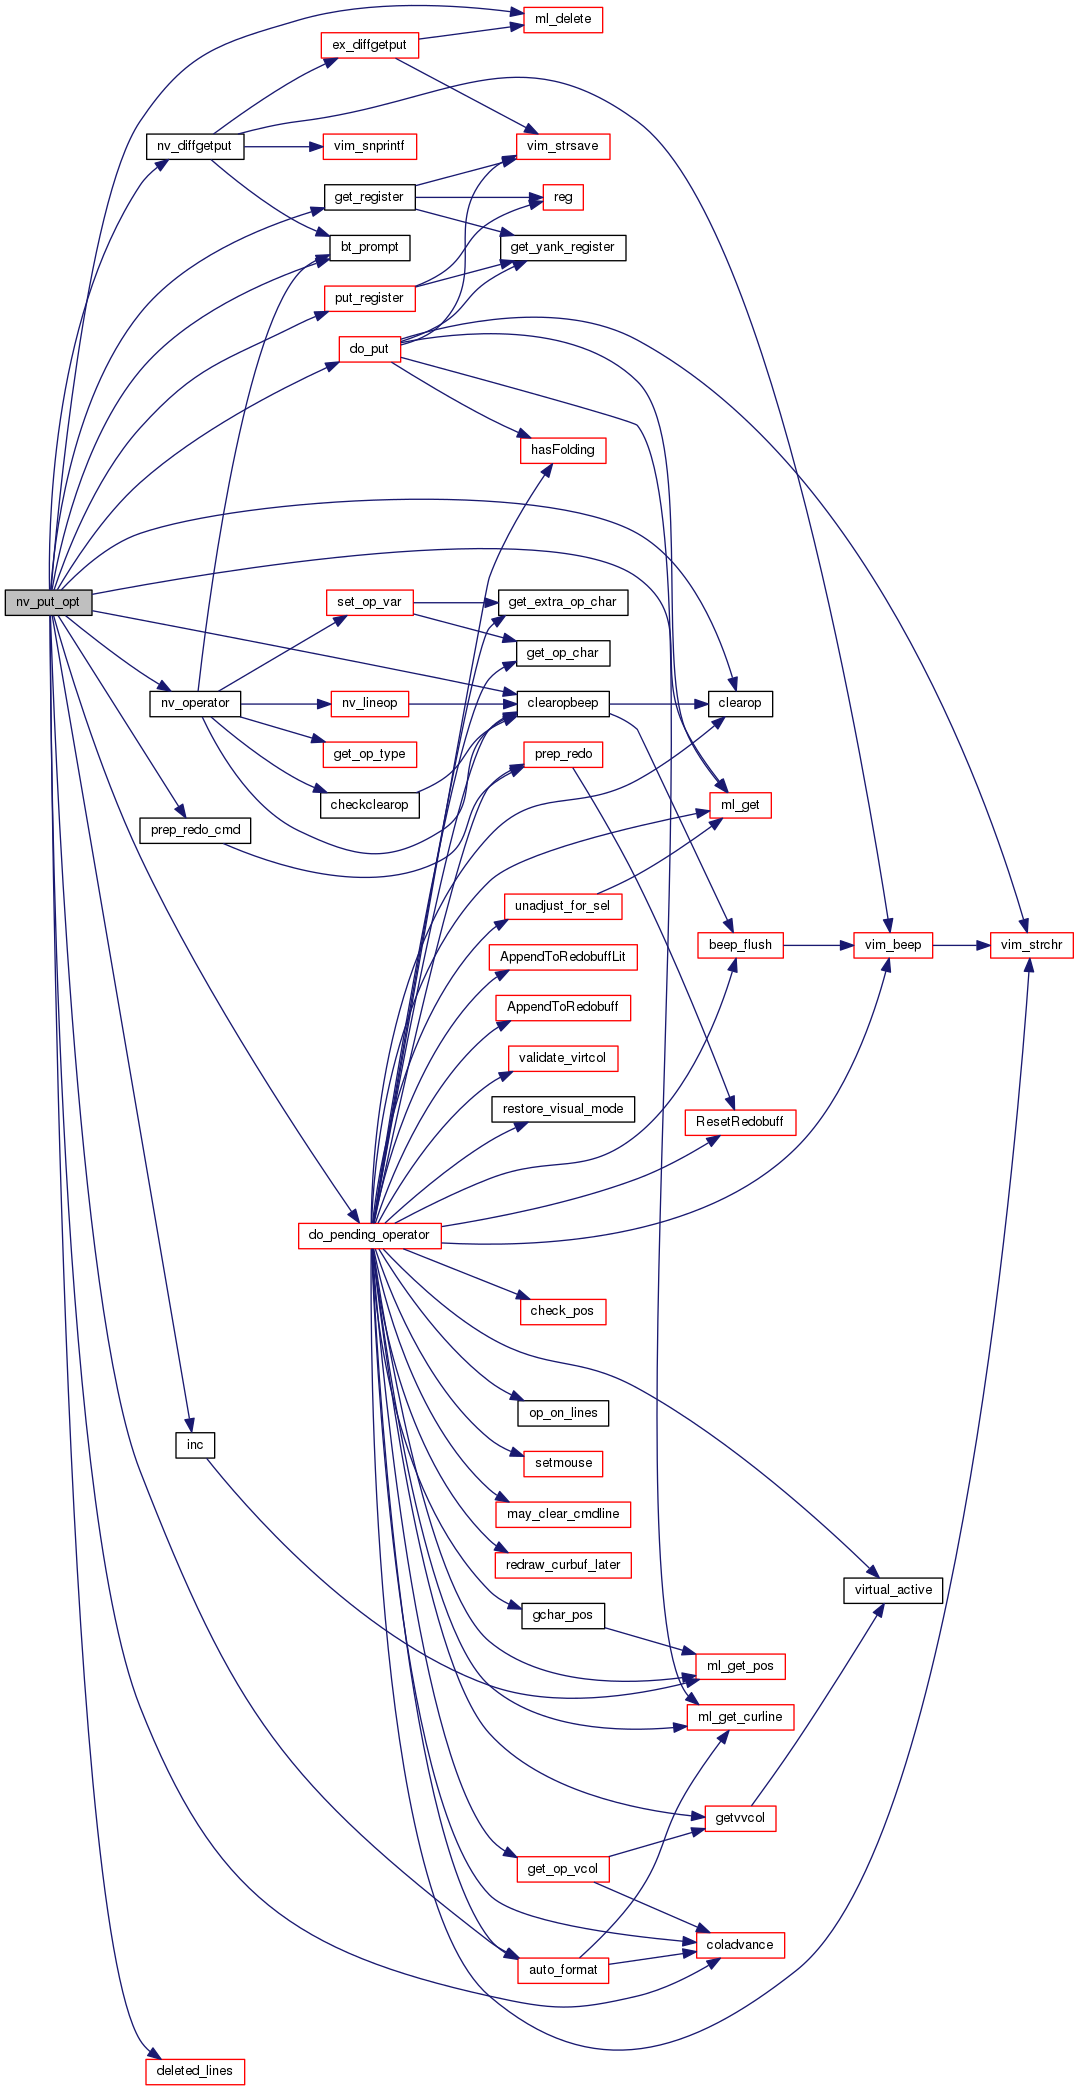 ml_delete
ex_diffgetput
nv_diffgetput
vim_snprintf
vim_strsave
get_register
reg
bt_prompt
get_yank_register
put_register
do_put
hasFolding
nv_put_opt
set_op_var
get_extra_op_char
get_op_char
nv_operator
nv_lineop
clearopbeep
clearop
get_op_type
prep_redo
checkclearop
ml_get
prep_redo_cmd
unadjust_for_sel
beep_flush
vim_beep
vim_strchr
AppendToRedobuffLit
AppendToRedobuff
validate_virtcol
restore_visual_mode
ResetRedobuff
do_pending_operator
check_pos
op_on_lines
inc
setmouse
may_clear_cmdline
redraw_curbuf_later
virtual_active
gchar_pos
ml_get_pos
ml_get_curline
getvvcol
get_op_vcol
coladvance
auto_format
deleted_lines